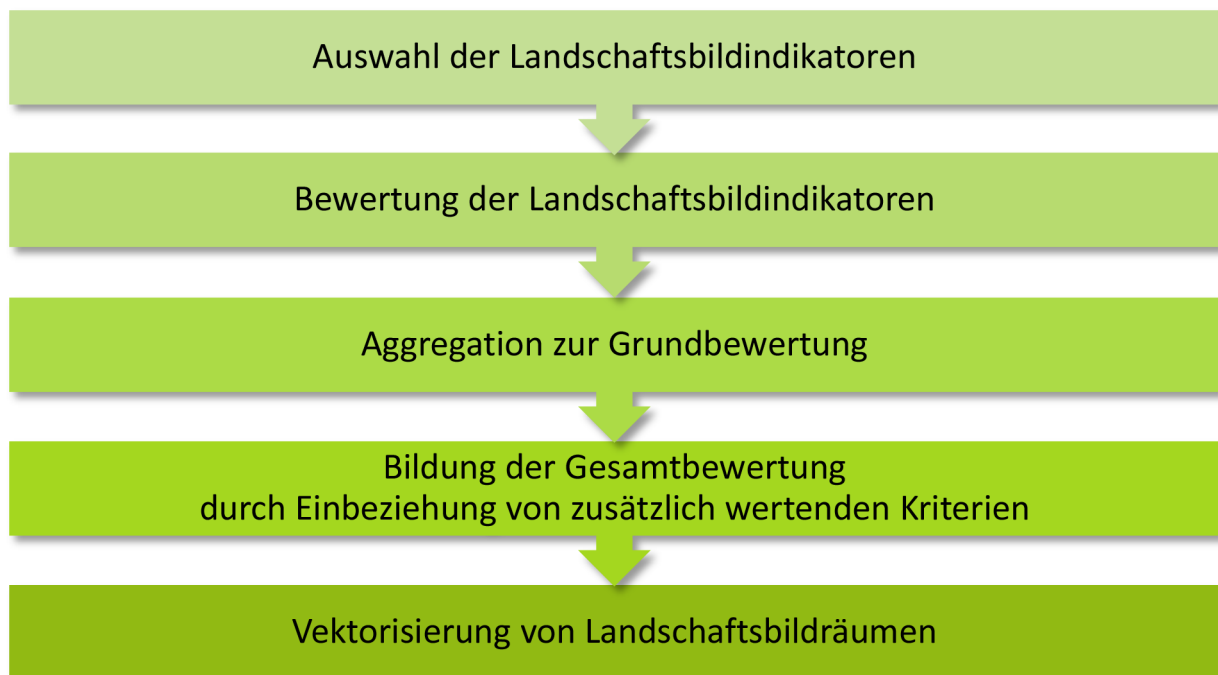 Auswahl der Landschaftsbildindikatoren
Bewertung der Landschaftsbildindikatoren
Aggregation zur Grundbewertung
Bildung der Gesamtbewertung
durch Einbeziehung von zusätzlich wertenden Kriterien
Vektorisierung von Landschaftsbildräumen